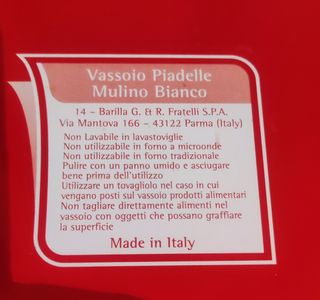 Vassoio Piadelle
Mulino Bianco
14 - Barilla G. & R. Fratelli S.P.A.
Via Mantova 166 – 43122 Parma (Italy)
Non Lavabile in lavastoviglie
Non utilizzabile in forno a microonde
Non utilizzabile in forno tradizionale
Pulire con un panno umido e asciugare
bene prima dell'utilizzo
Utilizzare un tovagliolo nel caso in cui
vengano posti sul vassoio prodotti alimentari
Non tagliare direttamente alimenti nel
vassoio con oggetti che possano graffiare
la superficie
Made in Italy